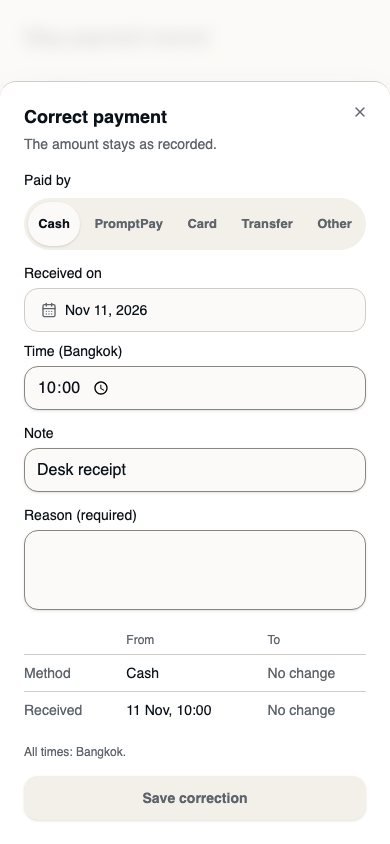 Correct payment
The amount stays as recorded.
Paid by
Cash PromptPay Card Transfer Other
Received on
Nov 11, 2026
Time (Bangkok)
10:00
Note
Desk receipt
Reason (required)
From To
Method Cash No change
Received 11 Nov, 10:00 No change
All times: Bangkok.
Save correction